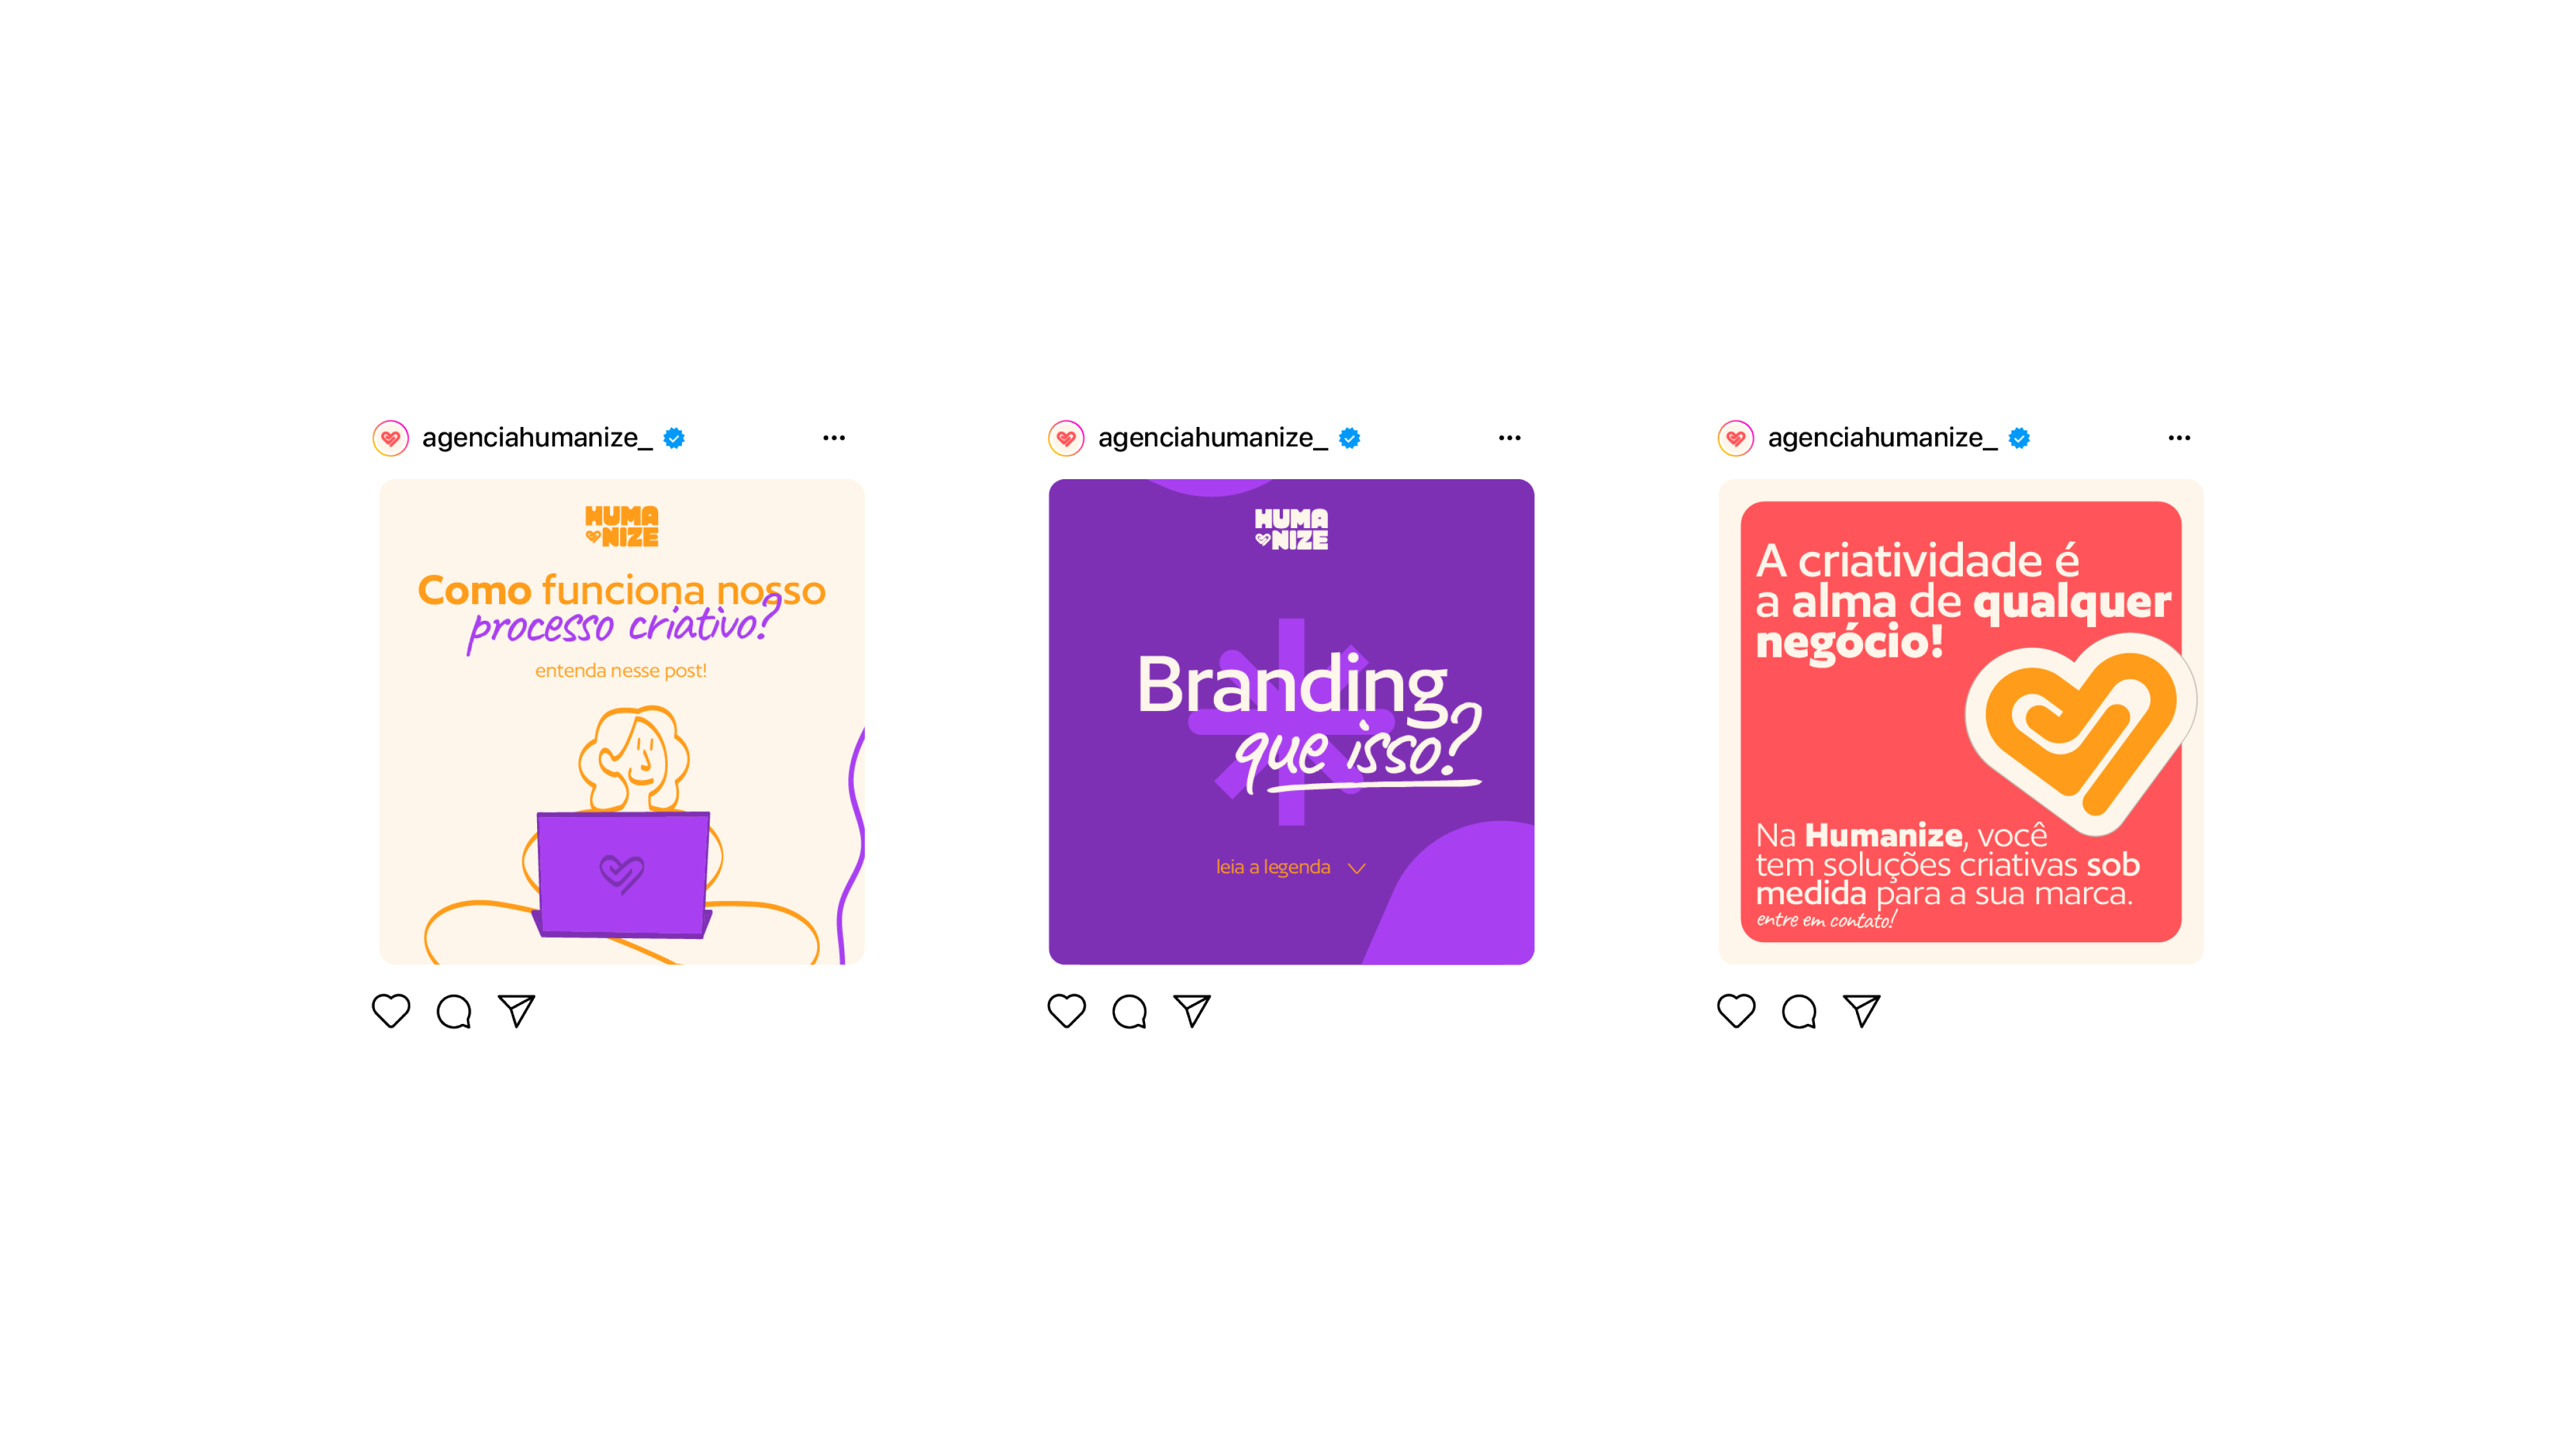 agenciahumanize_
HUMA
NIZE
Como funciona nosso
processo criativo?
entenda nesse post!
agenciahumanize_
HUMA
NIZE
Branding
que isso?
leia a legenda
agenciahumanize_
A criatividade é
a alma de qualquer
negócio!
Na Humanize, você
tem soluções criativas sob
medida para a sua marca.
entre em contato!